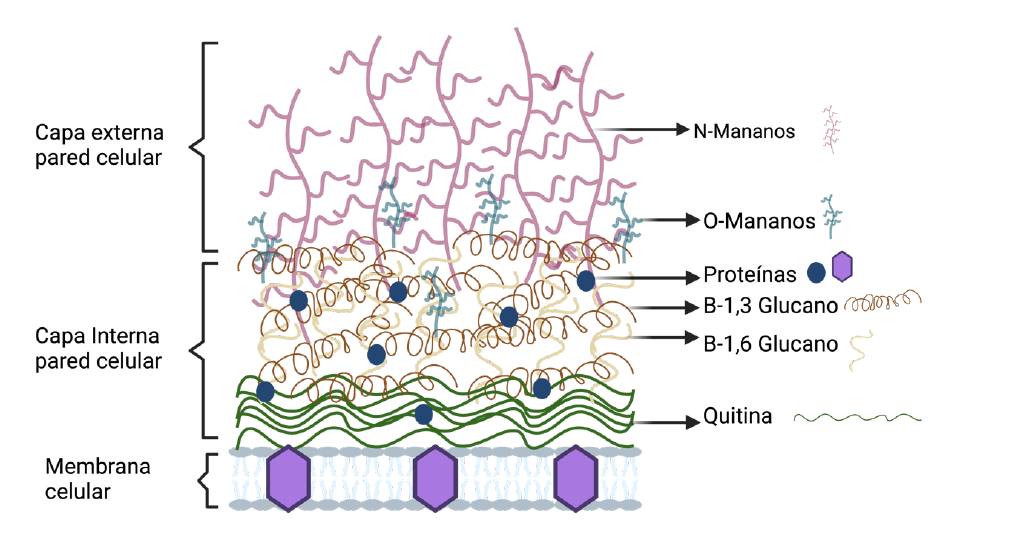 Capa externa
pared celular
N-Mananos
O-Mananos
Proteínas
B-1,3 Glucano
Capa Interna
pared celular
B-1,6 Glucano
Quitina
Membrana
celular